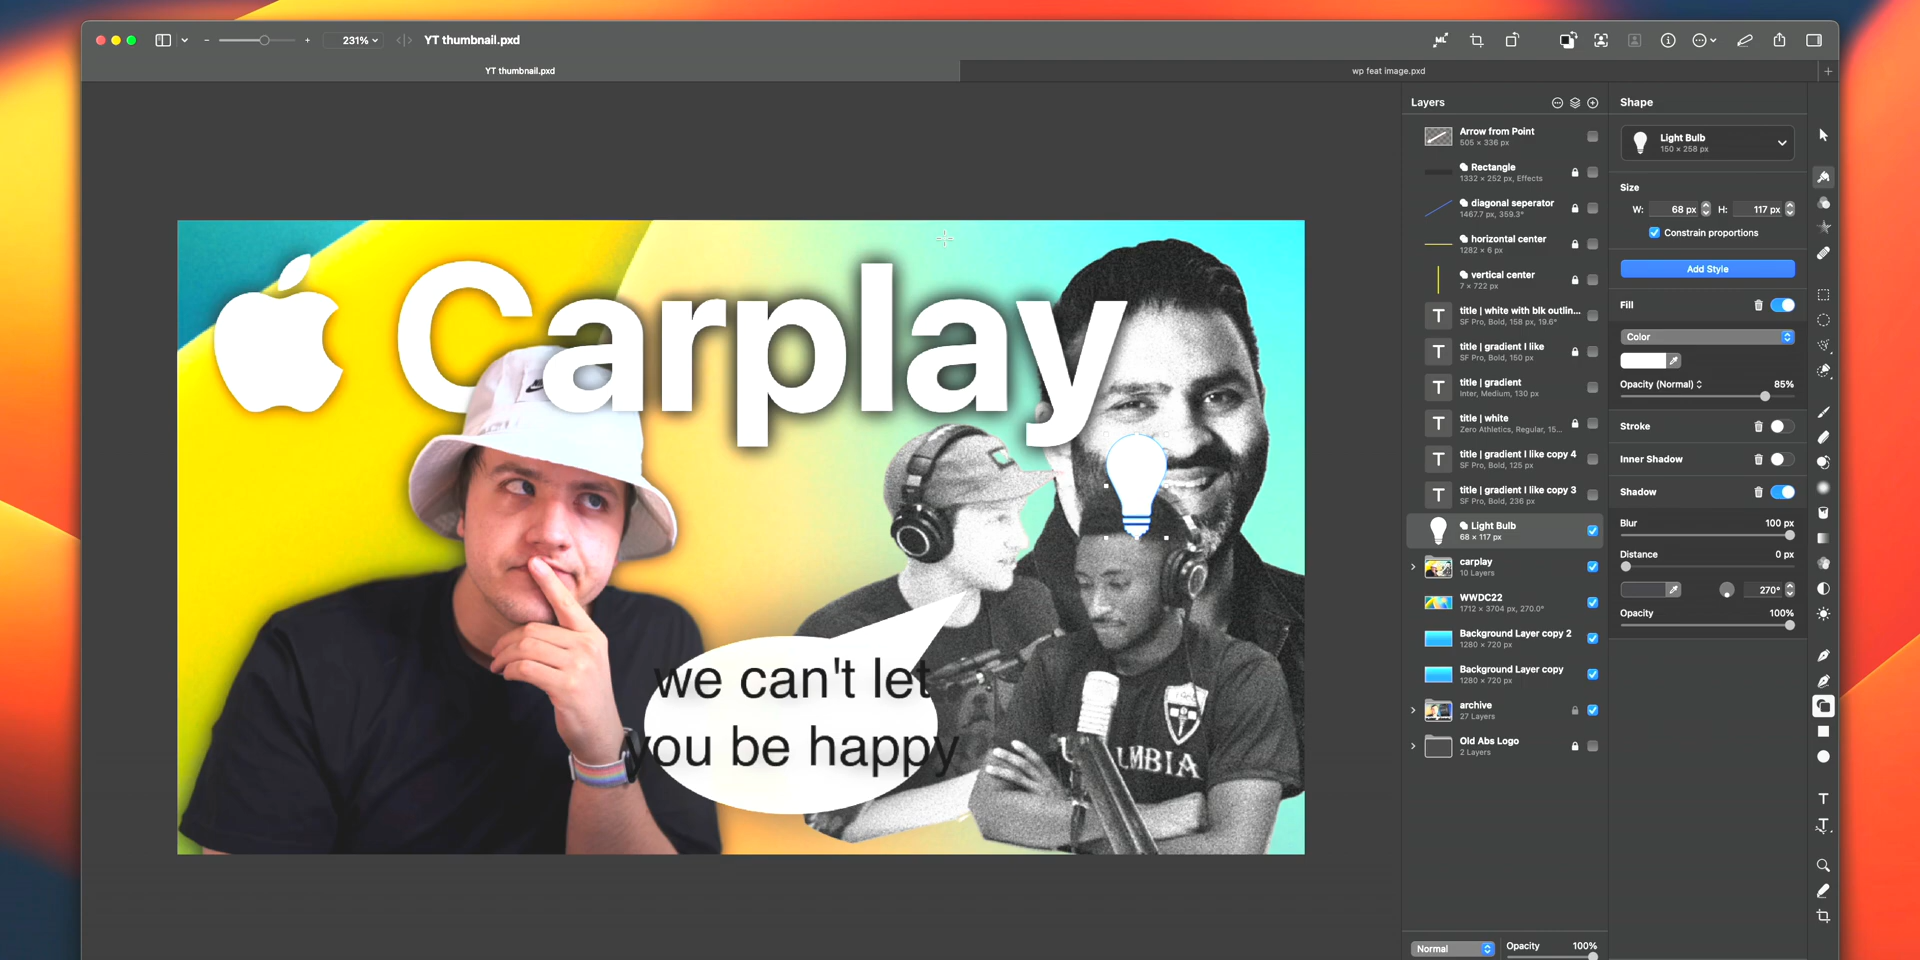 231%
YT thumbnail.pxd
ML
YT thumbnail.pxd
wp feat image.pxd
Carplay
we can't let
you be happy
LMBIA
Layers
Arrow from Point
505 × 336 px
Rectangle
1332 × 252 px, Effects
diagonal seperator
1467.7 px, 359.3°
horizontal center
1282 × 6 px
vertical center
7 × 722 px
title | white with blk outlin...
SF Pro, Bold, 158 px, 19.6°
title | gradient I like
SF Pro, Bold, 150 px
title | gradient
Inter, Medium, 130 px
title | white
Zero Athletics, Regular, 15...
title | gradient I like copy 4
SF Pro, Bold, 125 px
title | gradient I like copy 3
SF Pro, Bold, 236 px
Light Bulb
68 × 117 px
carplay
10 Layers
WWDC22
1712 × 3704 px, 270.0°
Background Layer copy 2
1280 × 720 px
Background Layer copy
1280 × 720 px
archive
27 Layers
Old Abs Logo
2 Layers
Normal
Opacity 100%
Shape
Light Bulb
150 × 258 px
Size
W: 68 px H: 117 px
Constrain proportions
Add Style
Fill
Color
Opacity (Normal) 85%
Stroke
Inner Shadow
Shadow
Blur 100 px
Distance 0 px
270°
Opacity 100%